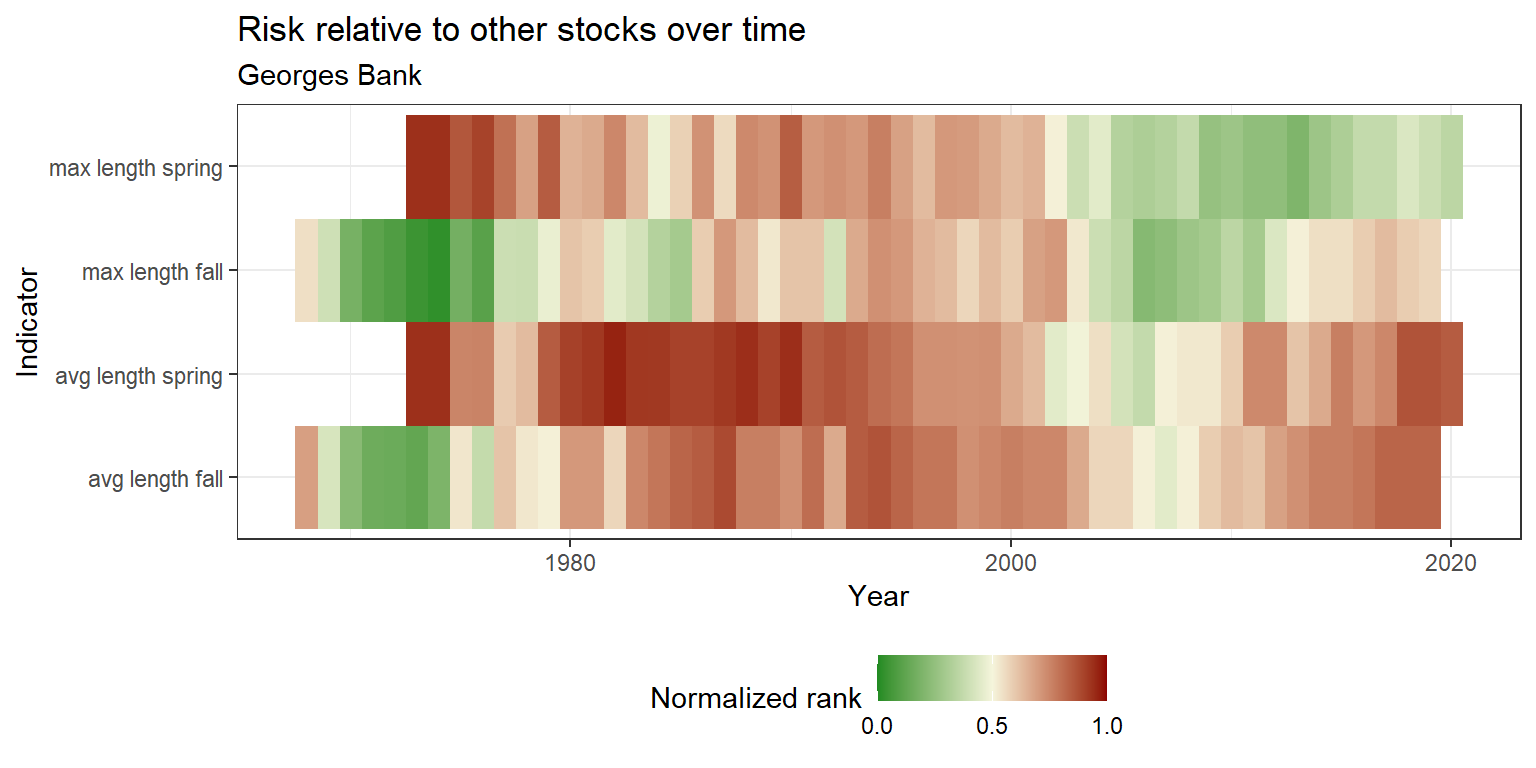 Risk relative to other stocks over time
Georges Bank
Indicator
max length spring
max length fall
avg length spring
avg length fall
1980 2000 2020
Year
Normalized rank
0.0 0.5 1.0